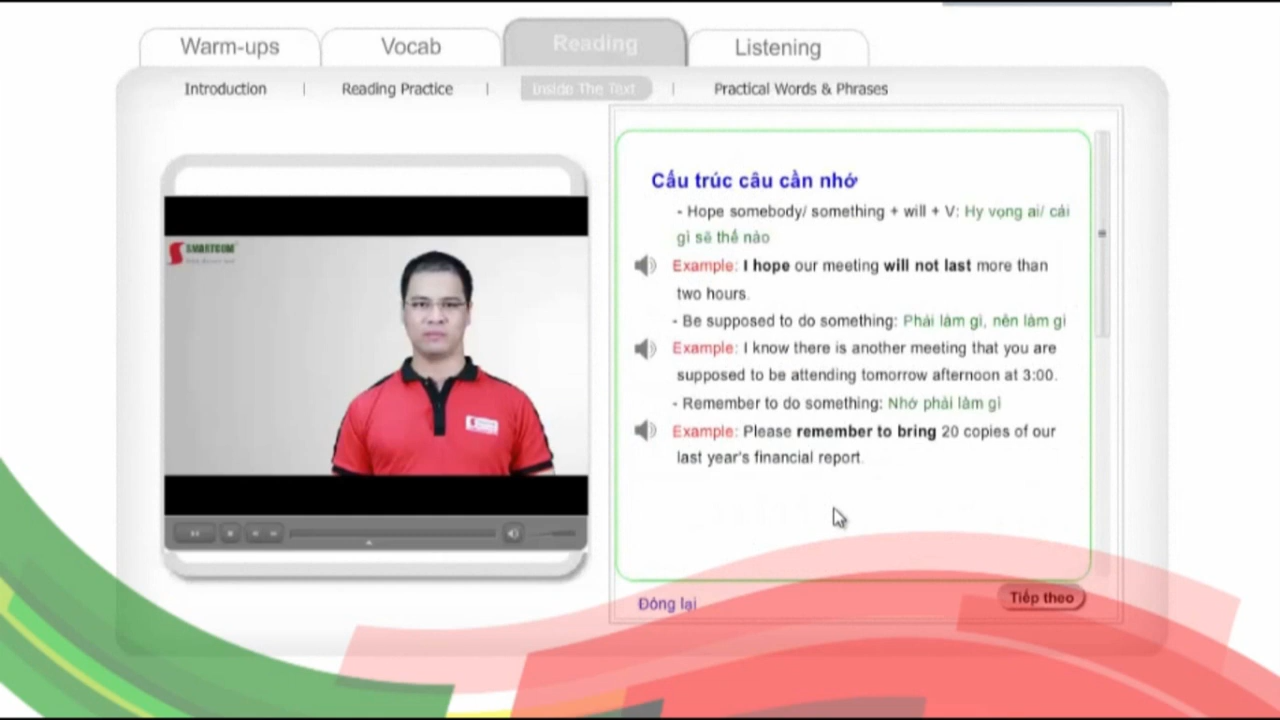 Warm-ups
Vocab
Reading
Listening
Introduction
Reading Practice
Inside The Text
Practical Words & Phrases
SMARTCOM
Cấu trúc câu cần nhớ
- Hope somebody/ something + will + V: Hy vọng ai/ cái
gì sẽ thế nào
Example: I hope our meeting will not last more than
two hours.
- Be supposed to do something: Phải làm gì, nên làm gì
Example: I know there is another meeting that you are
supposed to be attending tomorrow afternoon at 3:00.
- Remember to do something: Nhớ phải làm gì
Example: Please remember to bring 20 copies of our
last year's financial report.
Đóng lại
Tiếp theo